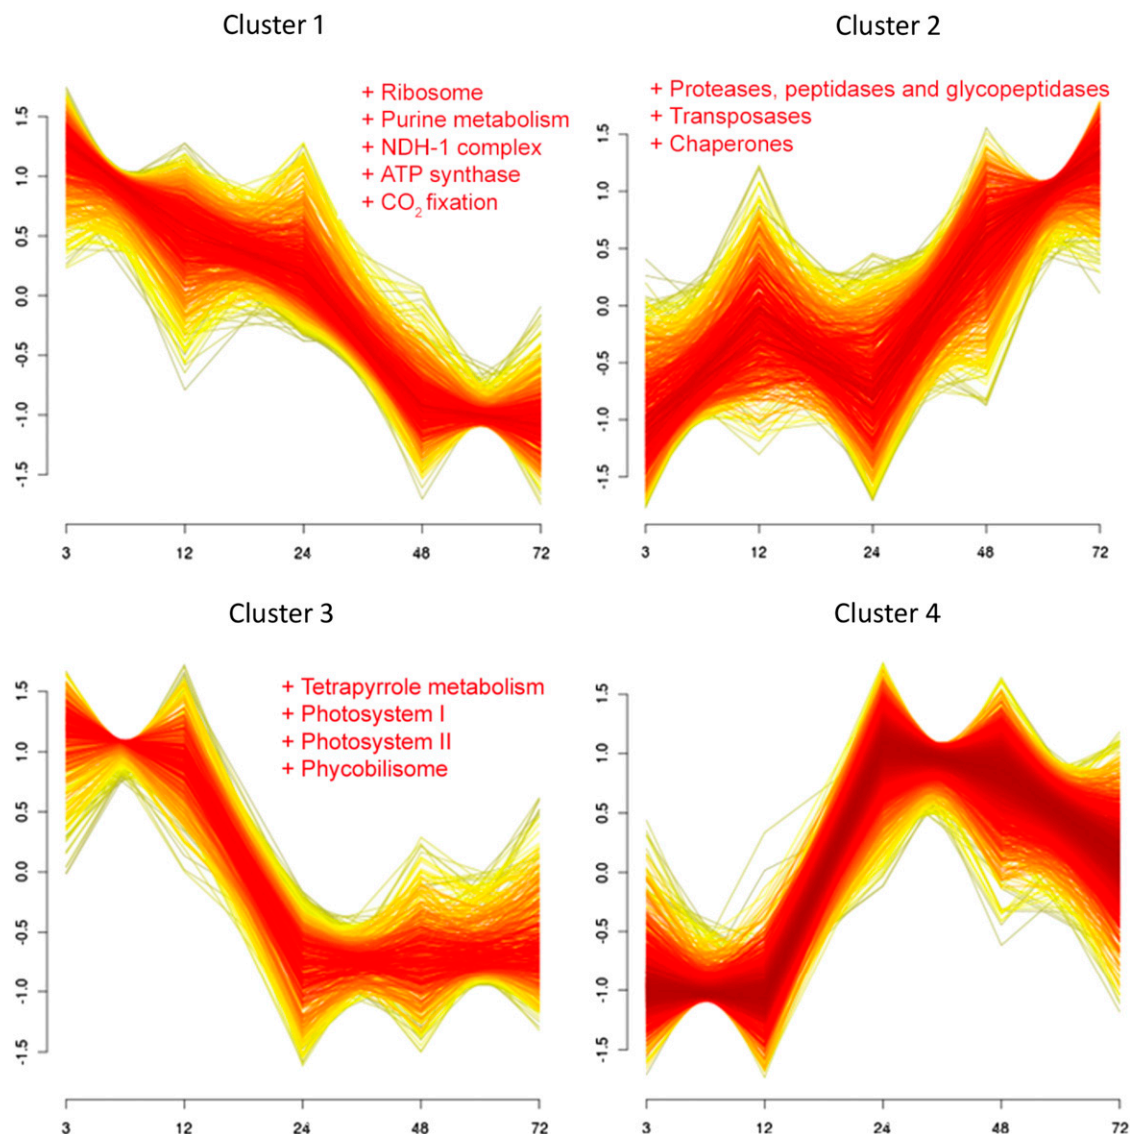 Cluster 1
+ Ribosome
+ Purine metabolism
+ NDH-1 complex
+ ATP synthase
+ CO2 fixation
1.5
1.0
0.5
0.0
-0.5
-1.0
-1.5
3 12 24 48 72
Cluster 2
+ Proteases, peptidases and glycopeptidases
+ Transposases
+ Chaperones
1.5
1.0
0.5
0.0
-0.5
-1.0
-1.5
3 12 24 48 72
Cluster 3
+ Tetrapyrrole metabolism
+ Photosystem I
+ Photosystem II
+ Phycobilisome
1.5
1.0
0.5
0.0
-0.5
-1.0
-1.5
3 12 24 48 72
Cluster 4
1.5
1.0
0.5
0.0
-0.5
-1.0
-1.5
3 12 24 48 72